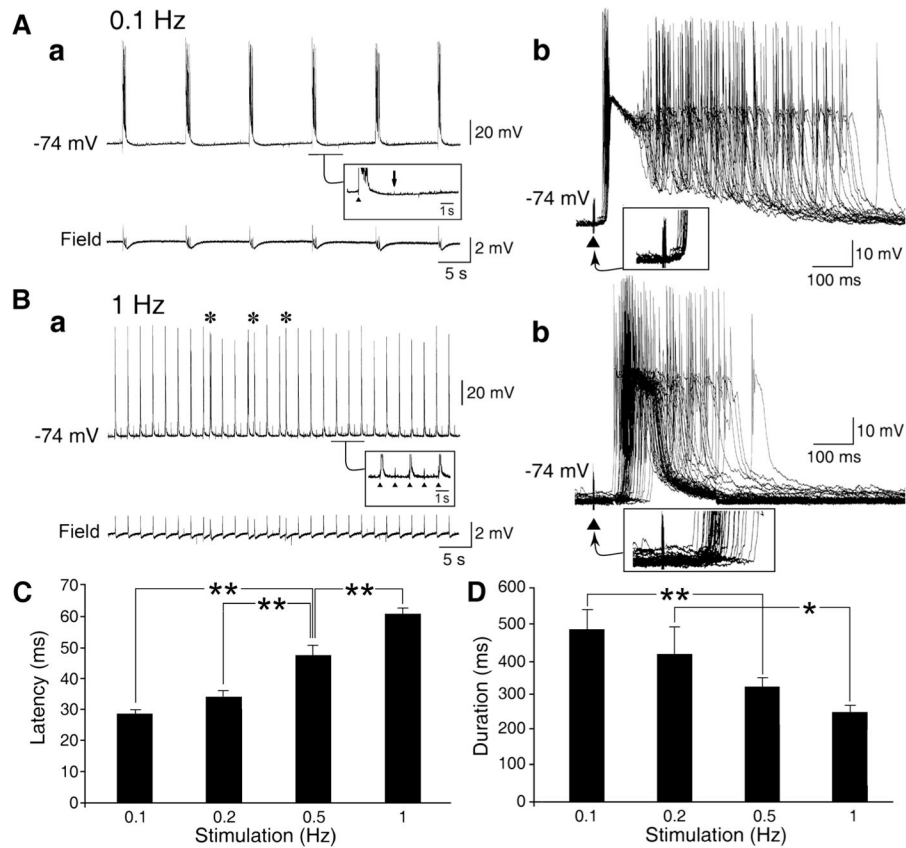 A
0.1 Hz
a
-74 mV
20 mV
1 s
Field
2 mV
5 s
b
-74 mV
10 mV
100 ms
B
1 Hz
a
* * *
-74 mV
20 mV
1 s
Field
2 mV
5 s
b
-74 mV
10 mV
100 ms
C
Latency (ms)
70
60
50
40
30
20
10
0
** ** **
0.1 0.2 0.5 1
Stimulation (Hz)
D
Duration (ms)
600
500
400
300
200
100
0
** *
0.1 0.2 0.5 1
Stimulation (Hz)